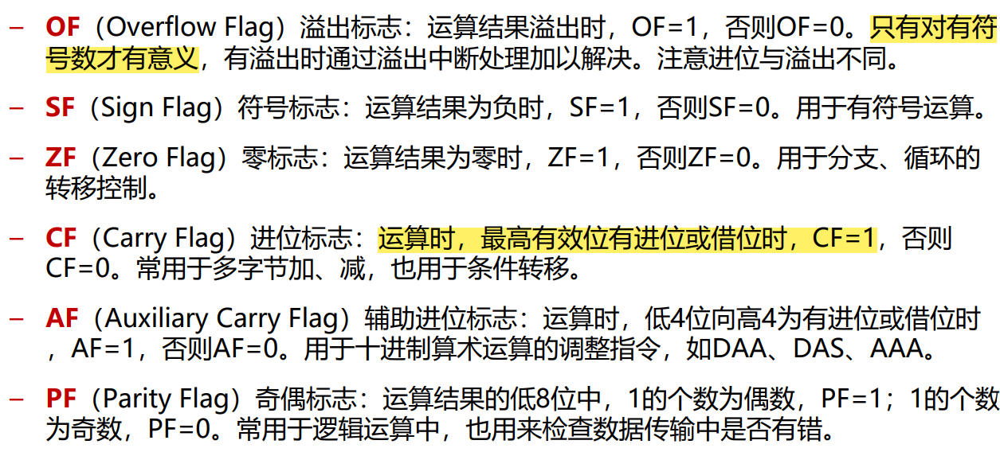 – OF（Overflow Flag）溢出标志：运算结果溢出时，OF=1，否则OF=0。只有对有符
号数才有意义，有溢出时通过溢出中断处理加以解决。注意进位与溢出不同。
– SF（Sign Flag）符号标志：运算结果为负时，SF=1，否则SF=0。用于有符号运算。
– ZF（Zero Flag）零标志：运算结果为零时，ZF=1，否则ZF=0。用于分支、循环的
转移控制。
– CF（Carry Flag）进位标志：运算时，最高有效位有进位或借位时，CF=1，否则
CF=0。常用于多字节加、减，也用于条件转移。
– AF（Auxiliary Carry Flag）辅助进位标志：运算时，低4位向高4为有进位或借位时
，AF=1，否则AF=0。用于十进制算术运算的调整指令，如DAA、DAS、AAA。
– PF（Parity Flag）奇偶标志：运算结果的低8位中，1的个数为偶数，PF=1；1的个数
为奇数，PF=0。常用于逻辑运算中，也用来检查数据传输中是否有错。